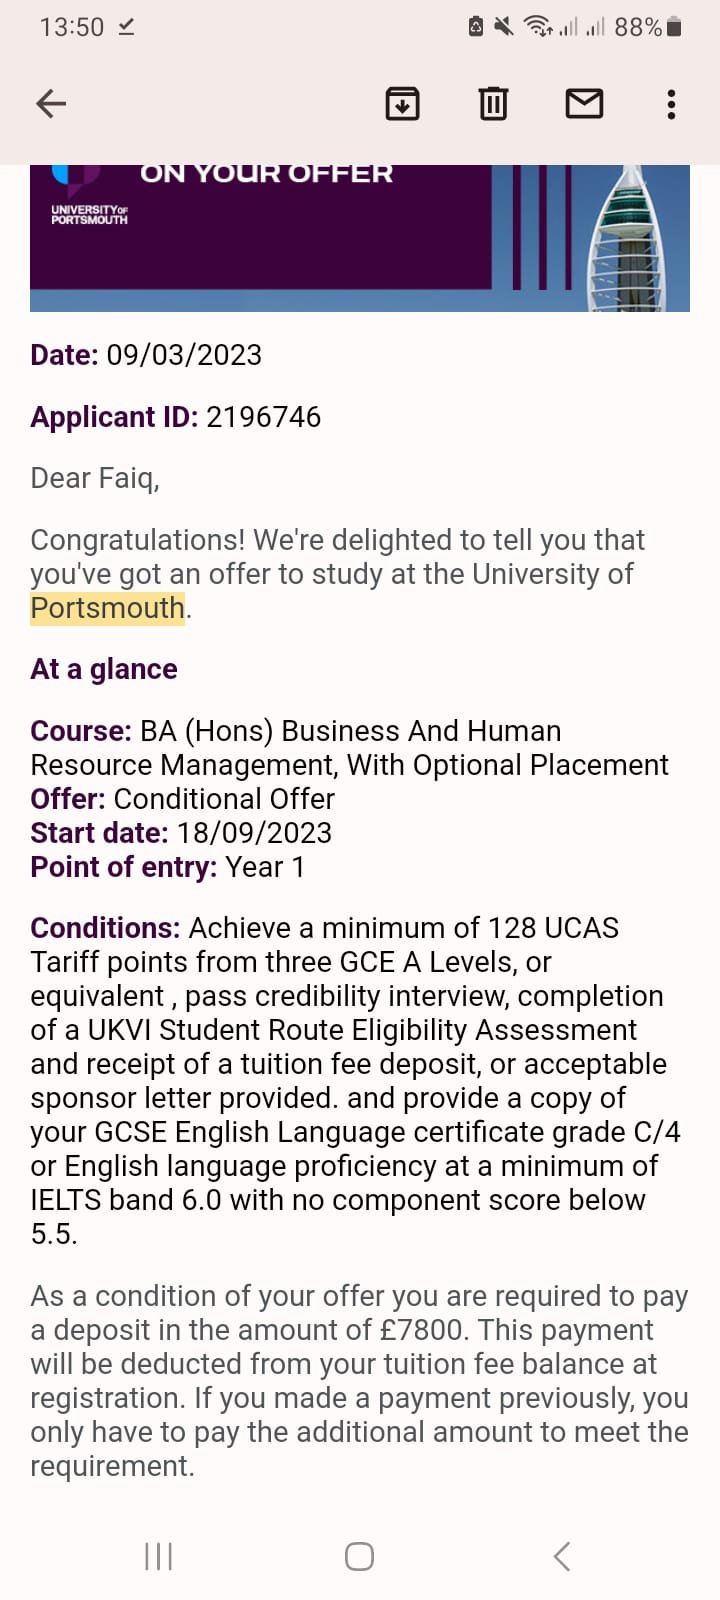 13:50
88%
ON YOUR OFFER
UNIVERSITY OF
PORTSMOUTH
Date: 09/03/2023
Applicant ID: 2196746
Dear Faiq,
Congratulations! We're delighted to tell you that
you've got an offer to study at the University of
Portsmouth.
At a glance
Course: BA (Hons) Business And Human
Resource Management, With Optional Placement
Offer: Conditional Offer
Start date: 18/09/2023
Point of entry: Year 1
Conditions: Achieve a minimum of 128 UCAS
Tariff points from three GCE A Levels, or
equivalent , pass credibility interview, completion
of a UKVI Student Route Eligibility Assessment
and receipt of a tuition fee deposit, or acceptable
sponsor letter provided. and provide a copy of
your GCSE English Language certificate grade C/4
or English language proficiency at a minimum of
IELTS band 6.0 with no component score below
5.5.
As a condition of your offer you are required to pay
a deposit in the amount of £7800. This payment
will be deducted from your tuition fee balance at
registration. If you made a payment previously, you
only have to pay the additional amount to meet the
requirement.